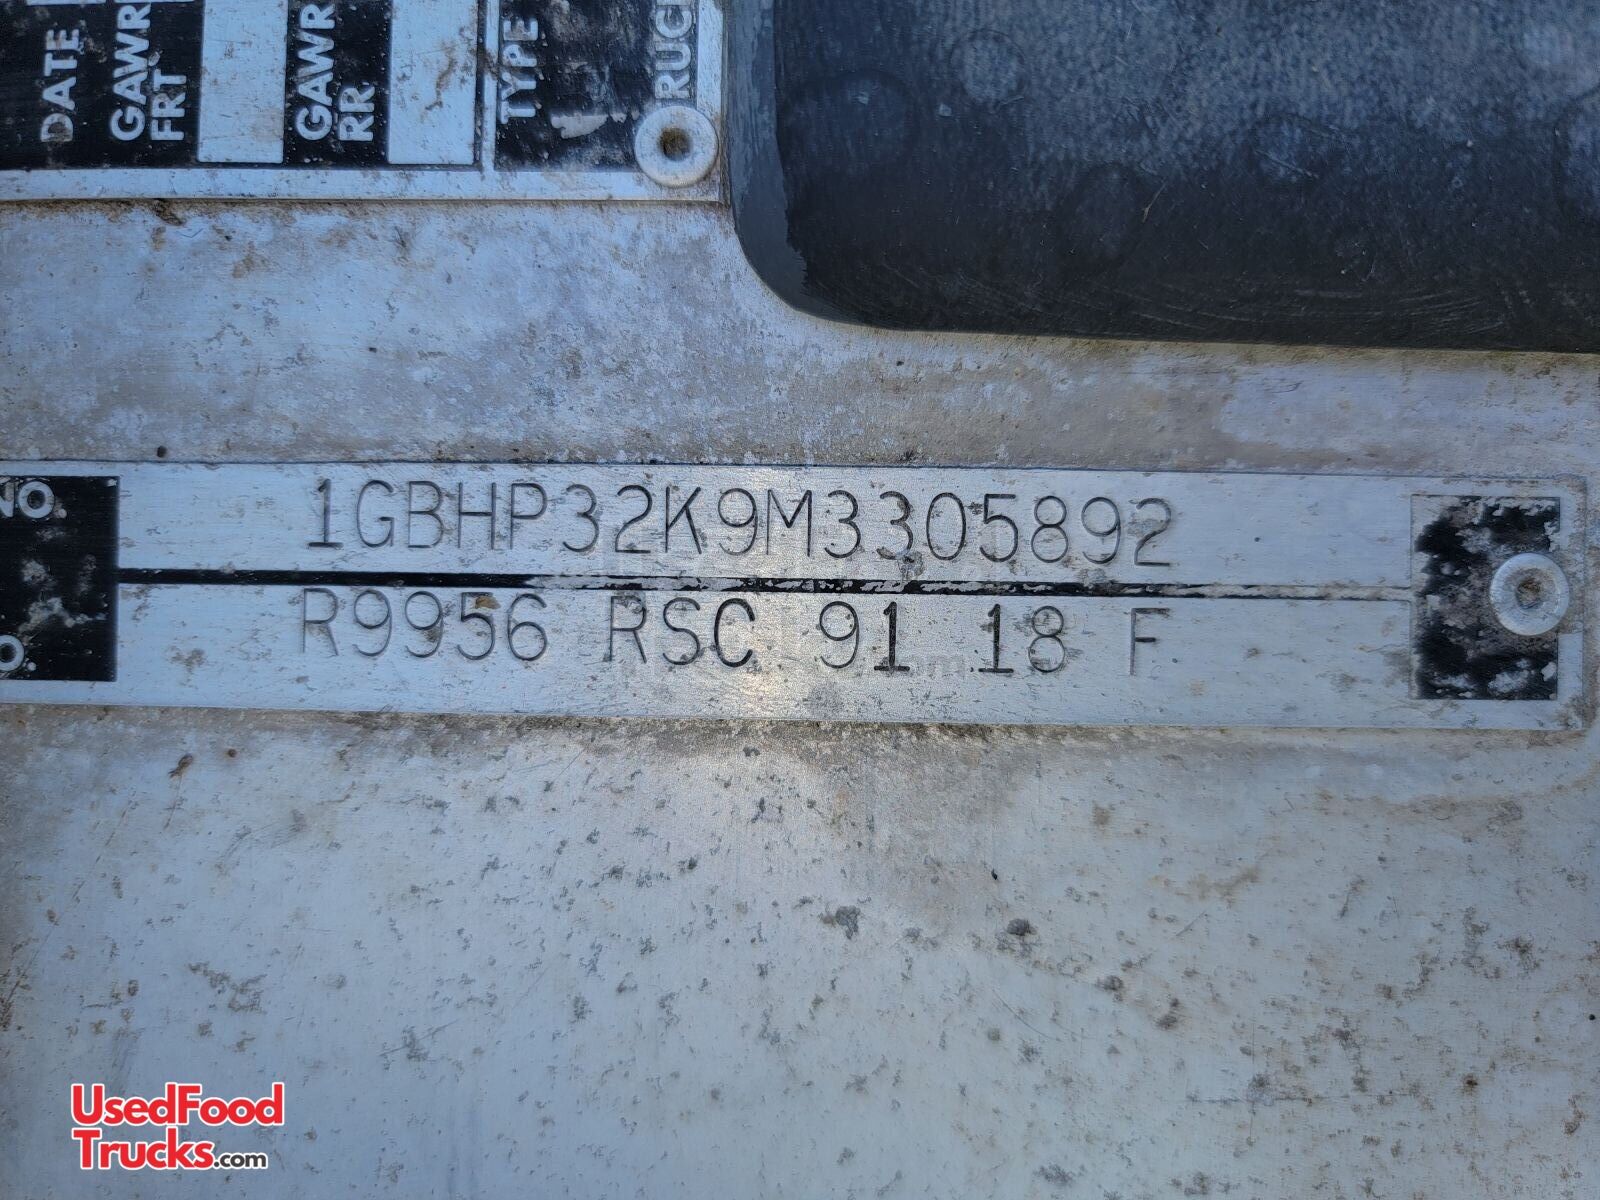 DATE
GAWR
FRT
GAWR
RR
TYPE
NO.
1GBHP32K9M3305892
R9956 RSC 91 18 F
UsedFood
Trucks.com